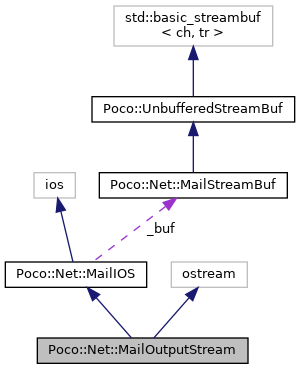 std::basic_streambuf
< ch, tr >
Poco::UnbufferedStreamBuf
ios
Poco::Net::MailStreamBuf
_buf
Poco::Net::MailIOS
ostream
Poco::Net::MailOutputStream